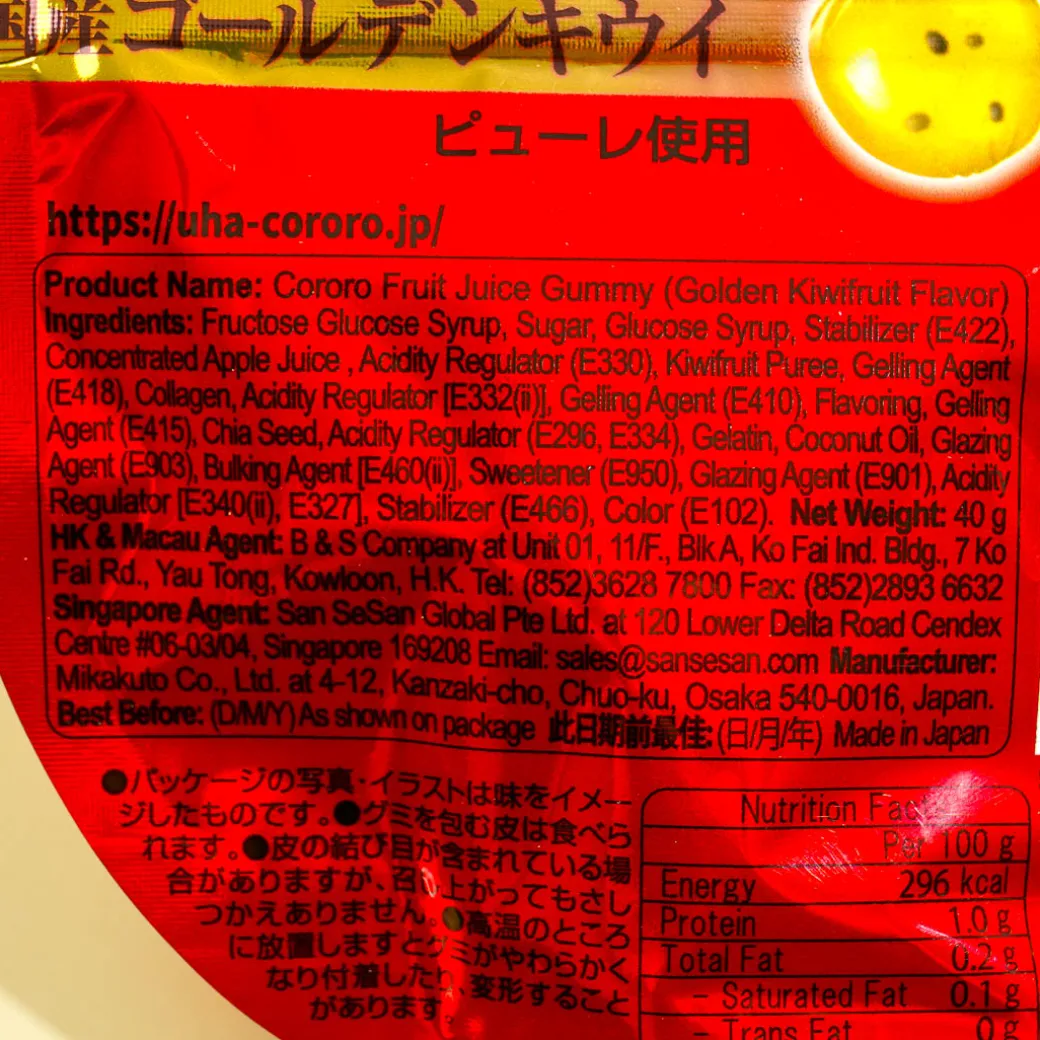 国産ゴールデンキウイ
ピューレ使用
https://uha-cororo.jp/
Product Name: Cororo Fruit Juice Gummy (Golden Kiwifruit Flavor)
Ingredients: Fructose Glucose Syrup, Sugar, Glucose Syrup, Stabilizer (E422),
Concentrated Apple Juice , Acidity Regulator (E330), Kiwifruit Puree, Gelling Agent
(E418), Collagen, Acidity Regulator [E332(ii)], Gelling Agent (E410), Flavoring, Gelling
Agent (E415), Chia Seed, Acidity Regulator (E296, E334), Gelatin, Coconut Oil, Glazing
Agent (E903), Bulking Agent [E460(ii)], Sweetener (E950), Glazing Agent (E901), Acidity
Regulator [E340(ii), E327], Stabilizer (E466), Color (E102). Net Weight: 40 g
HK & Macau Agent: B & S Company at Unit 01, 11/F., Blk A, Ko Fai Ind. Bldg., 7 Ko
Fai Rd., Yau Tong, Kowloon, H.K. Tel: (852)3628 7800 Fax: (852)2893 6632
Singapore Agent: San SeSan Global Pte Ltd. at 120 Lower Delta Road Cendex
Centre #06-03/04, Singapore 169208 Email: sales@sansesan.com Manufacturer:
Mikakuto Co., Ltd. at 4-12, Kanzaki-cho, Chuo-ku, Osaka 540-0016, Japan.
Best Before: (D/M/Y) As shown on package 此日期前最佳: (日/月/年) Made in Japan
●パッケージの写真・イラストは味をイメー
ジしたものです。●グミを包む皮は食べら
れます。●皮の結び目が含まれている場
合がありますが、召し上がってもさし
つかえありません。●高温のところ
に放置しますとグミがやわらかく
なり付着したり、変形すること
があります。
Nutrition Facts
Per 100 g
Energy 296 kcal
Protein 1.0 g
Total Fat 0.2 g
- Saturated Fat 0.1 g
- Trans Fat 0 g